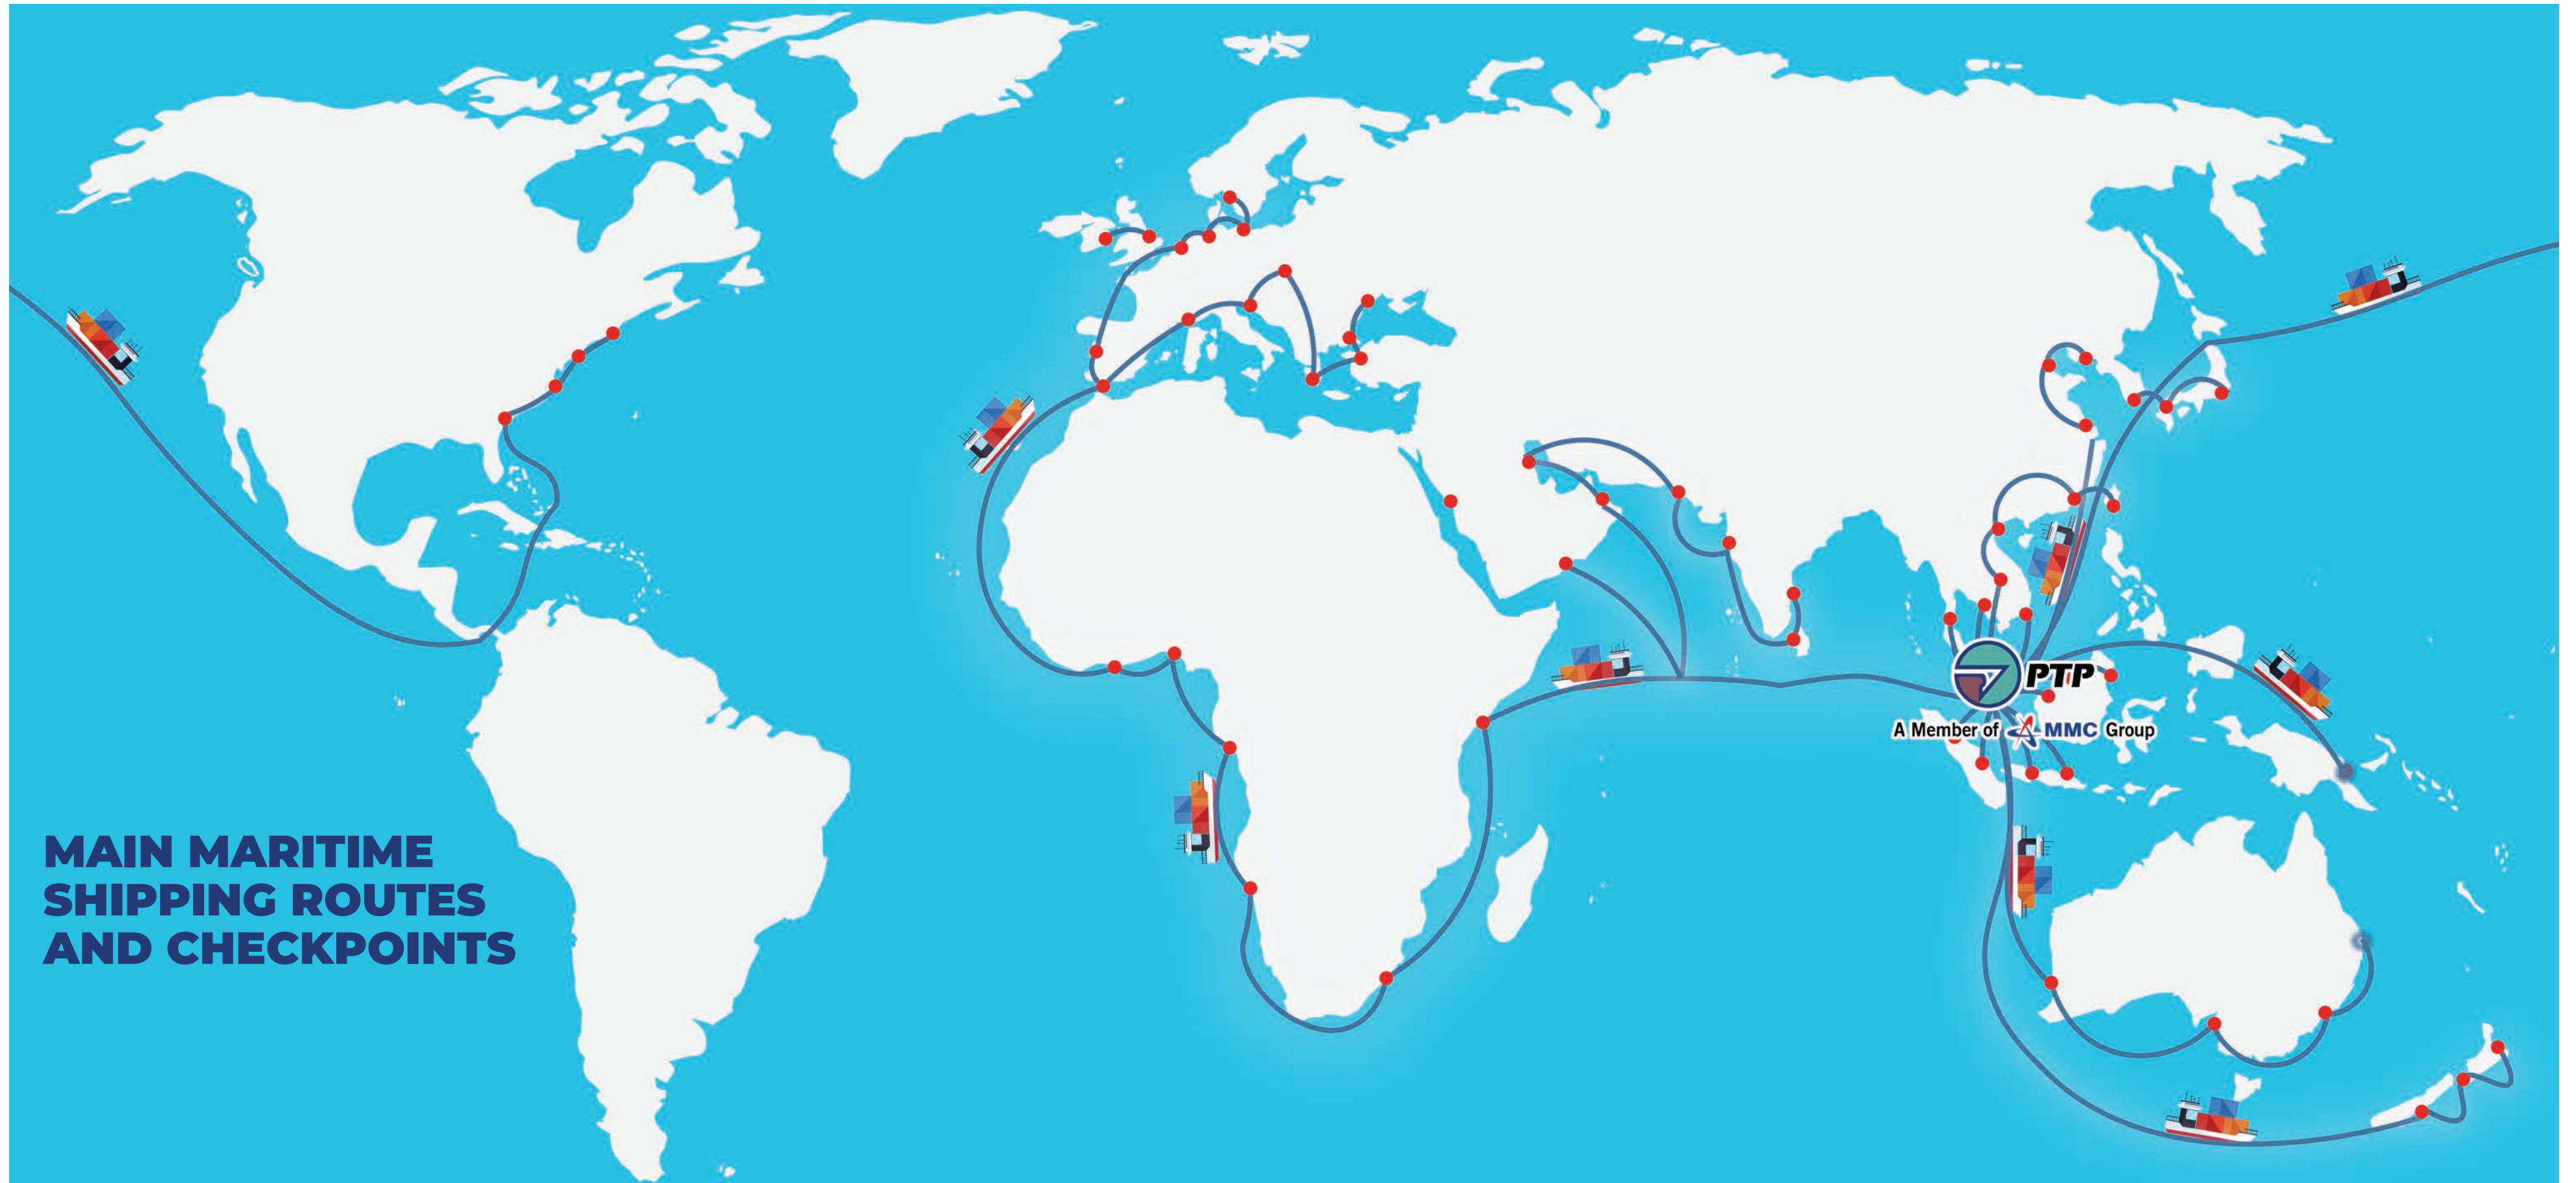 MAIN MARITIME
SHIPPING ROUTES
AND CHECKPOINTS
PTP
A Member of MMC Group